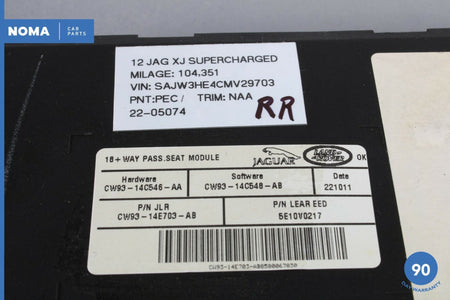 NOMA CAR PARTS
12 JAG XJ SUPERCHARGED
MILAGE: 104,351
VIN: SAJW3HE4CMV29703
PNT:PEC / TRIM: NAA
22-05074
RR
18+WAY PASS.SEAT MODULE
JAGUAR
LAND-ROVER
OK
Hardware Software Date
CW93-14C546-AA CW93-14C548-AB 221011
P/N JLR P/N LEAR EED
CW93-14E703-AB 5E10V0217
90
DAY WARRANTY